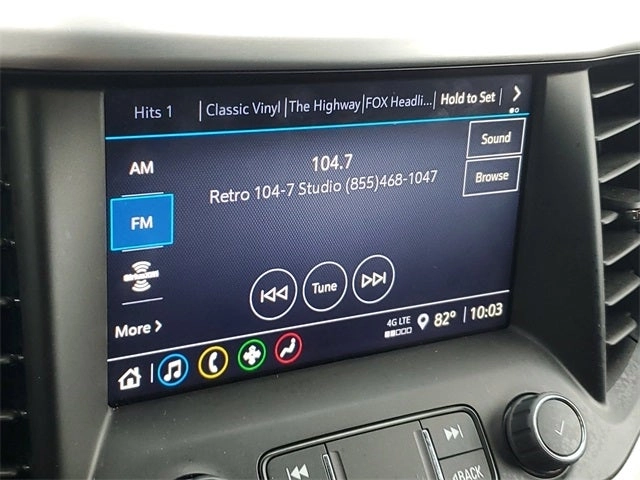 Hits 1 Classic Vinyl The Highway FOX Headli... Hold to Set
AM 104.7 Sound
Retro 104-7 Studio (855)468-1047 Browse
FM
SiriusXM
Tune
More
4G LTE 82° 10:03
BACK